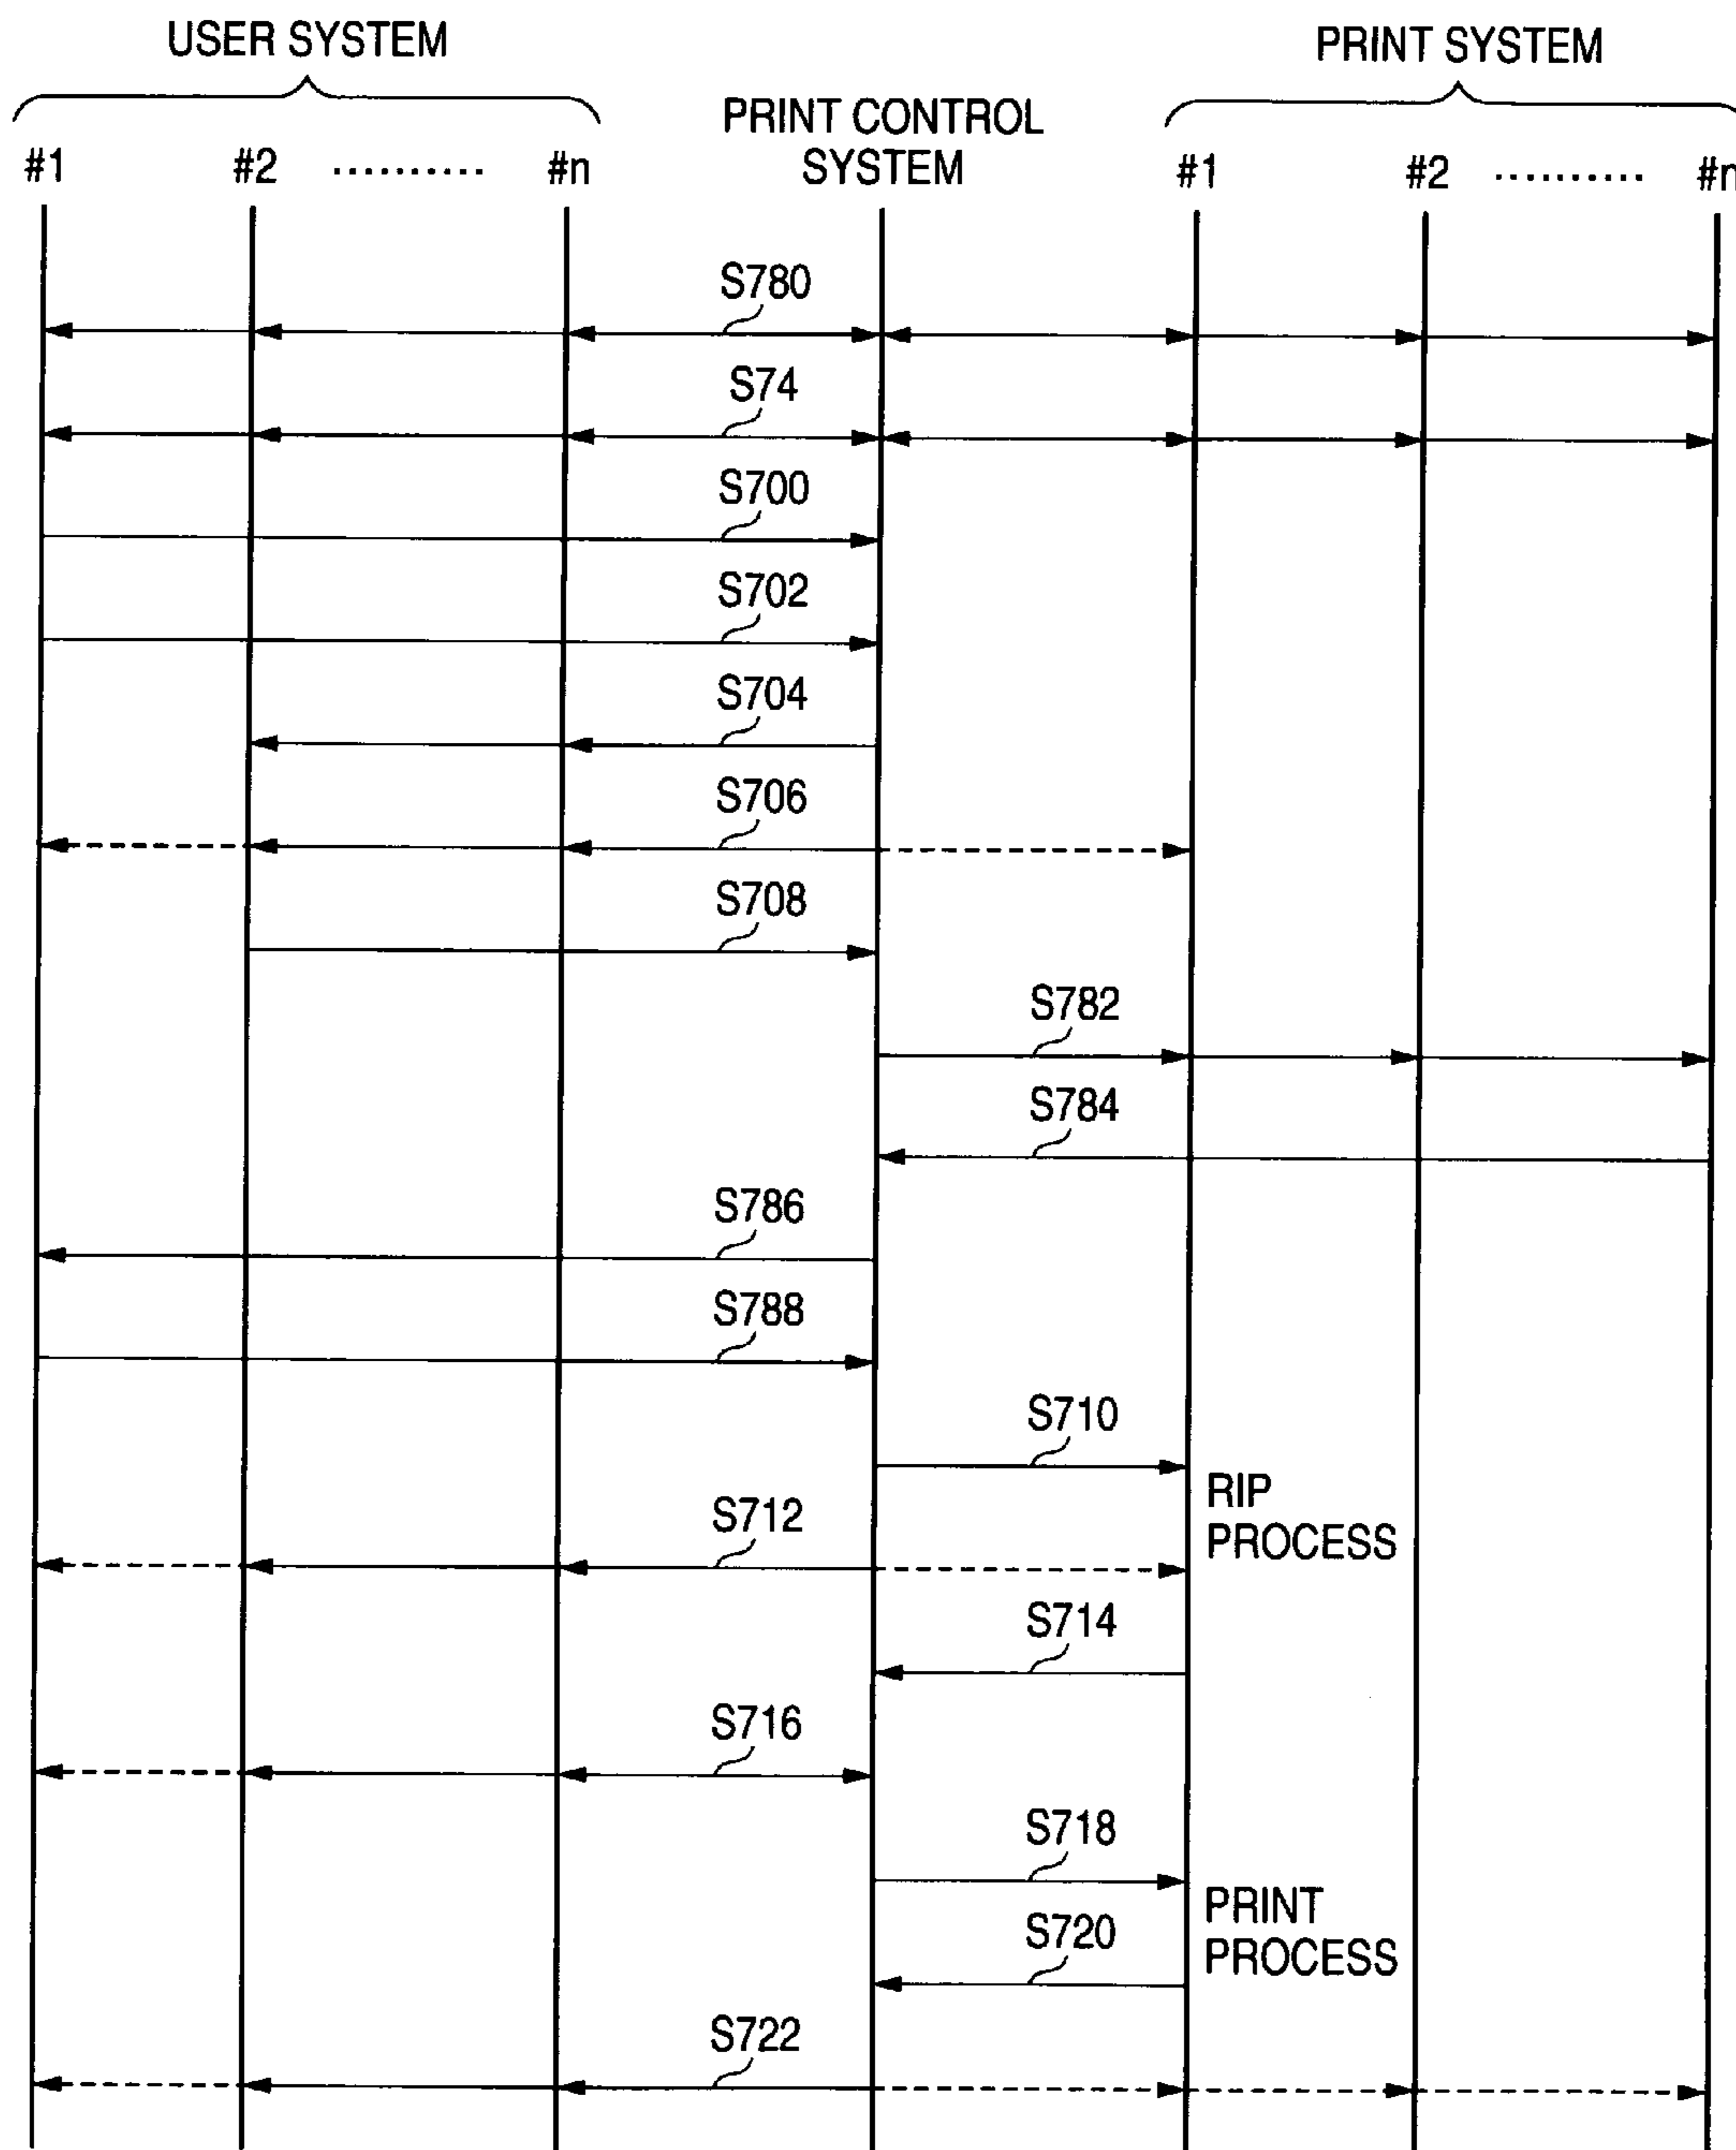 USER SYSTEM
PRINT SYSTEM
PRINT CONTROL
SYSTEM
#1
#2
..........
#n
#1
#2
..........
#n
S780
S74
S700
S702
S704
S706
S708
S782
S784
S786
S788
S710
RIP
PROCESS
S712
S714
S716
S718
PRINT
PROCESS
S720
S722